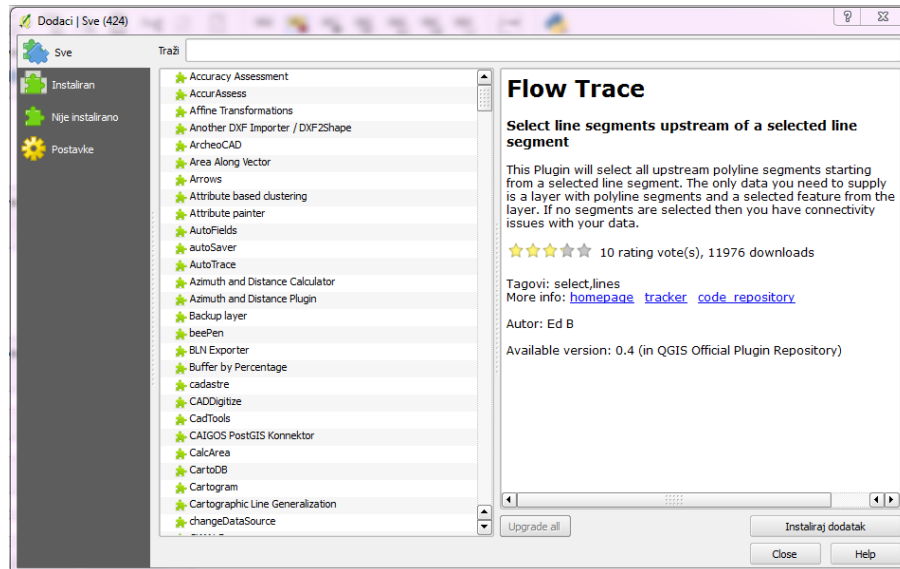 Dodaci | Sve (424)
Sve
Instaliran
Nije instalirano
Postavke
Traži
Accuracy Assessment
AccurAssess
Affine Transformations
Another DXF Importer / DXF2Shape
ArcheoCAD
Area Along Vector
Arrows
Attribute based clustering
Attribute painter
AutoFields
autoSaver
AutoTrace
Azimuth and Distance Calculator
Azimuth and Distance Plugin
Backup layer
beePen
BLN Exporter
Buffer by Percentage
cadastre
CADDigitize
CadTools
CAIGOS PostGIS Konnektor
CalcArea
CartoDB
Cartogram
Cartographic Line Generalization
changeDataSource
Flow Trace
Select line segments upstream of a selected line
segment
This Plugin will select all upstream polyline segments starting
from a selected line segment. The only data you need to supply
is a layer with polyline segments and a selected feature from the
layer. If no segments are selected then you have connectivity
issues with your data.
10 rating vote(s), 11976 downloads
Tagovi: select,lines
More info: homepage tracker code repository
Autor: Ed B
Available version: 0.4 (in QGIS Official Plugin Repository)
Upgrade all
Instaliraj dodatak
Close
Help